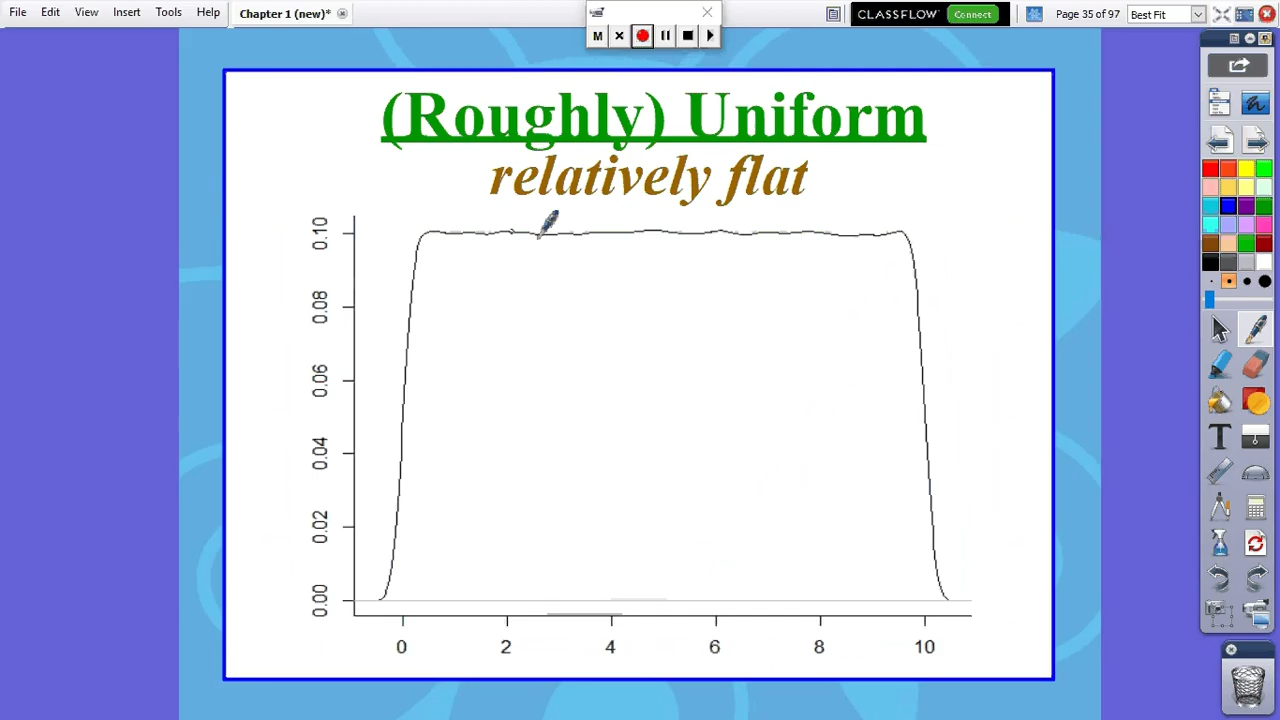 File Edit View Insert Tools Help
Chapter 1 (new)*
M
CLASSFLOW Connect
Page 35 of 97
Best Fit
(Roughly) Uniform
relatively flat
0.10
0.08
0.06
0.04
0.02
0.00
0 2 4 6 8 10
T